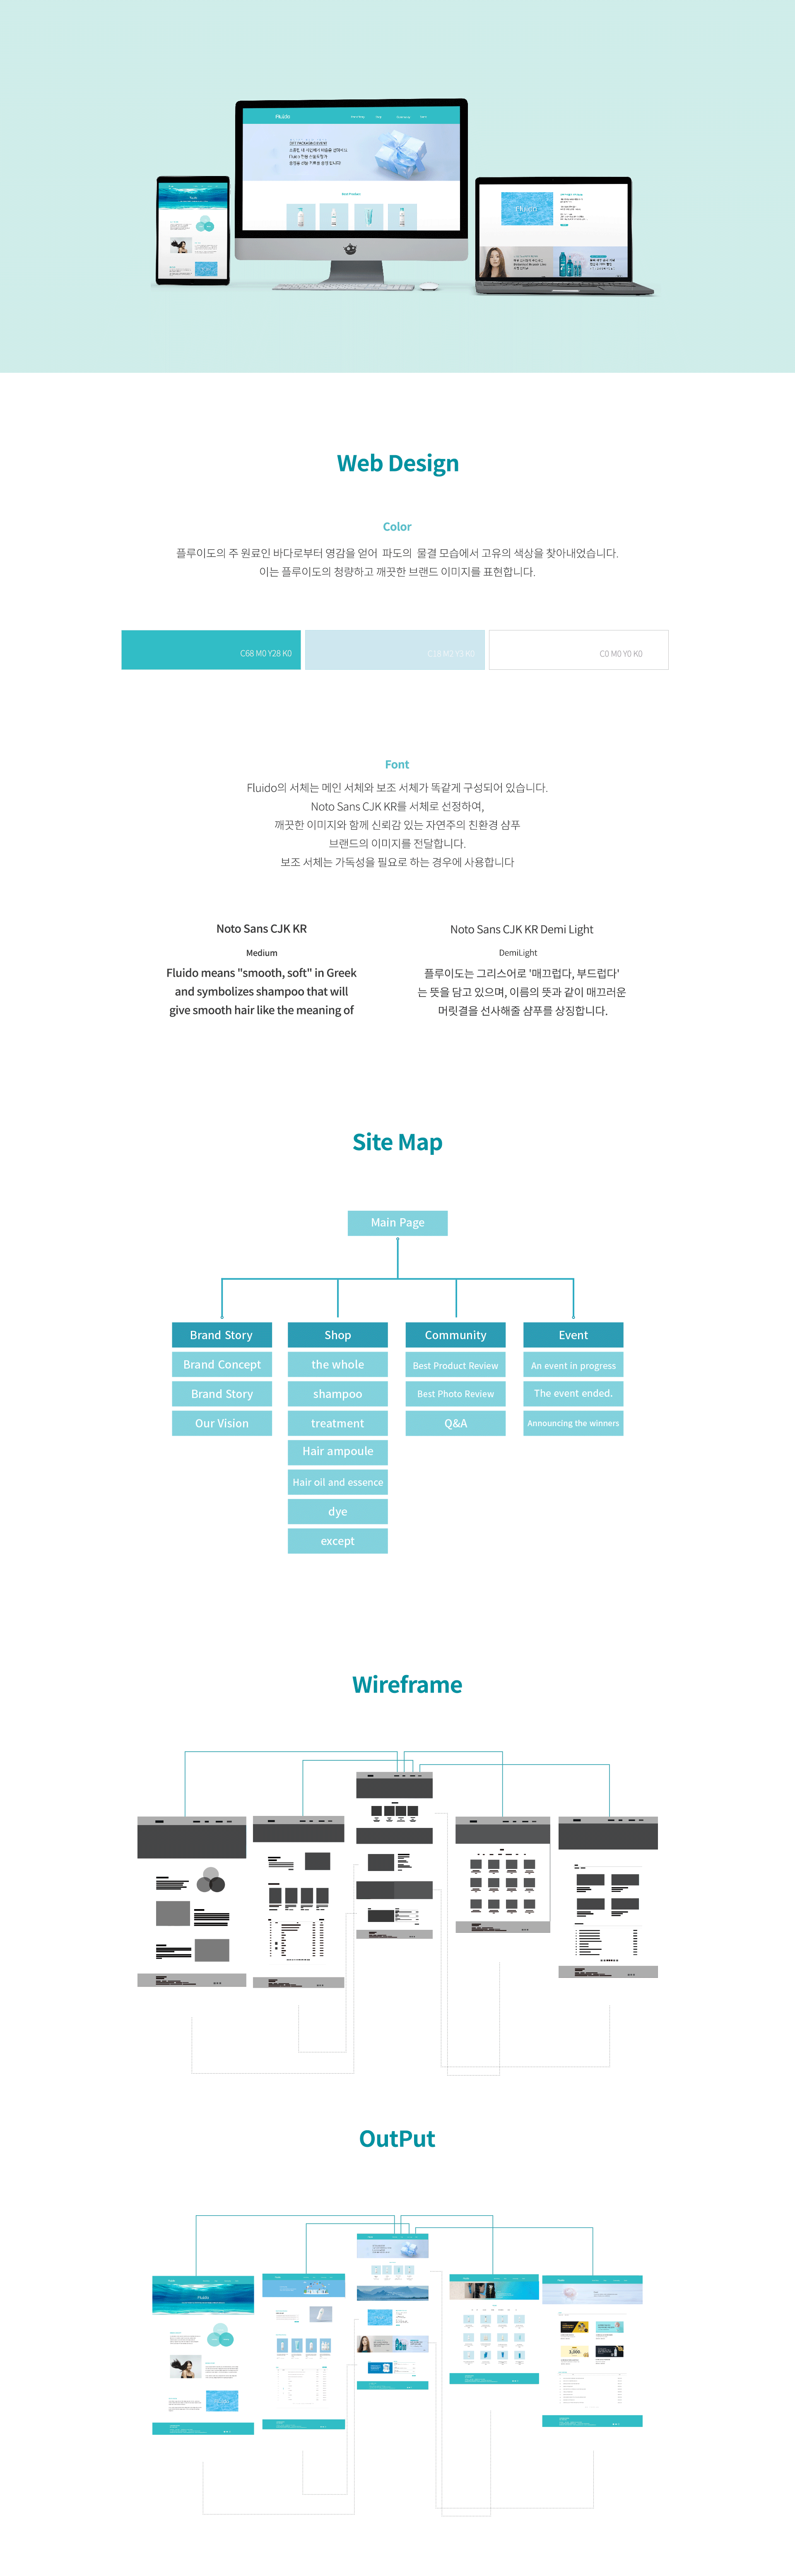 Fluido
GIFT PACKAGING EVENT
Best Product
Fluido
Web Design
Color
플루이도의 주 원료인 바다로부터 영감을 얻어 파도의 물결 모습에서 고유의 색상을 찾아내었습니다.
이는 플루이도의 청량하고 깨끗한 브랜드 이미지를 표현합니다.
C68 M0 Y28 K0
C18 M2 Y5 K0
C0 M0 Y0 K0
Font
Fluido의 서체는 메인 서체와 보조 서체가 똑같게 구성되어 있습니다.
Noto Sans CJK KR를 서체로 선정하여,
깨끗한 이미지와 함께 신뢰감 있는 자연주의 친환경 샴푸
브랜드의 이미지를 전달합니다.
보조 서체는 가독성을 필요로 하는 경우에 사용합니다
Noto Sans CJK KR
Medium
Fluido means "smooth, soft" in Greek
and symbolizes shampoo that will
give smooth hair like the meaning of
Noto Sans CJK KR Demi Light
DemiLight
플루이도는 그리스어로 '매끄럽다, 부드럽다'
는 뜻을 담고 있으며, 이름의 뜻과 같이 매끄러운
머릿결을 선사해줄 샴푸를 상징합니다.
Site Map
Main Page
Brand Story
Brand Concept
Brand Story
Our Vision
Shop
the whole
shampoo
treatment
Hair ampoule
Hair oil and essence
dye
except
Community
Best Product Review
Best Photo Review
Q&A
Event
An event in progress
The event ended.
Announcing the winners
Wireframe
OutPut
Fluido